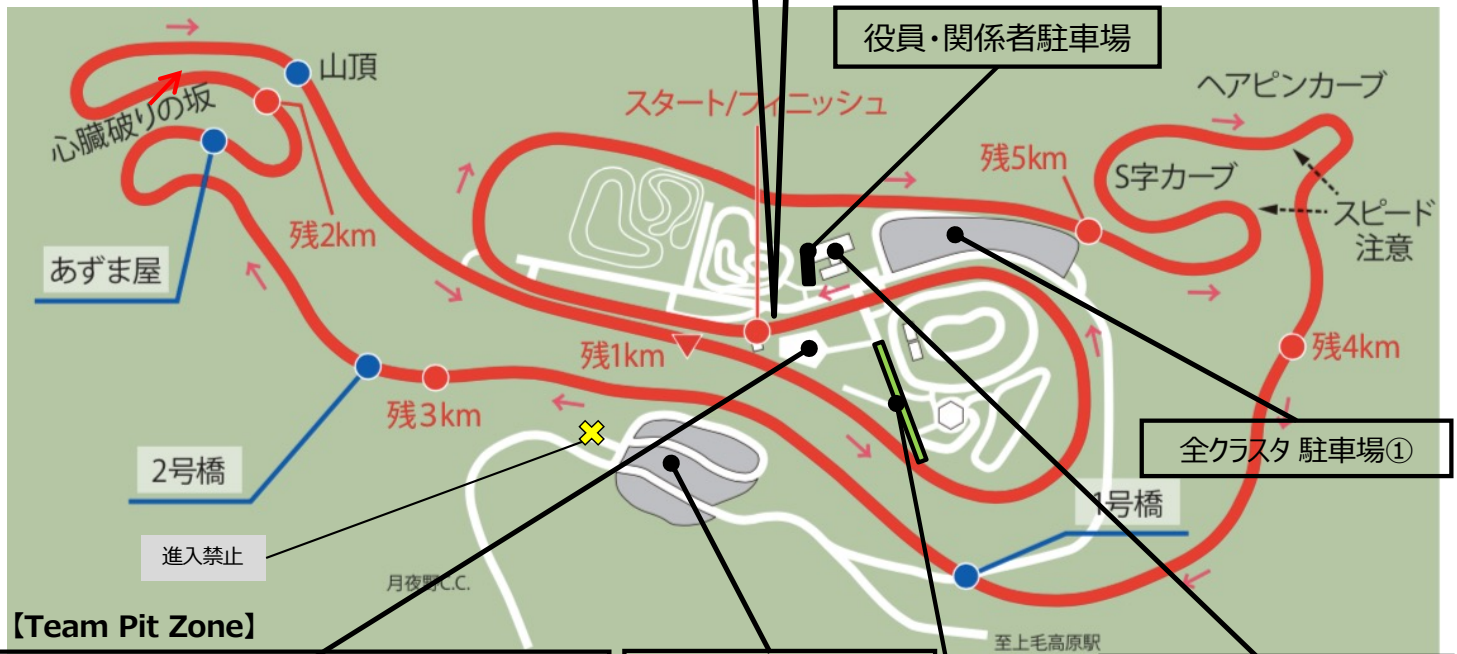 役員・関係者駐車場
山頂
スタート/フィニッシュ
ヘアピンカーブ
心臓破りの坂
残5km
S字カーブ
スピード
注意
残2km
あずま屋
残1km
残4km
残3km
全クラスタ 駐車場①
2号橋
1号橋
進入禁止
月夜野C.C.
【Team Pit Zone】
至上毛高原駅